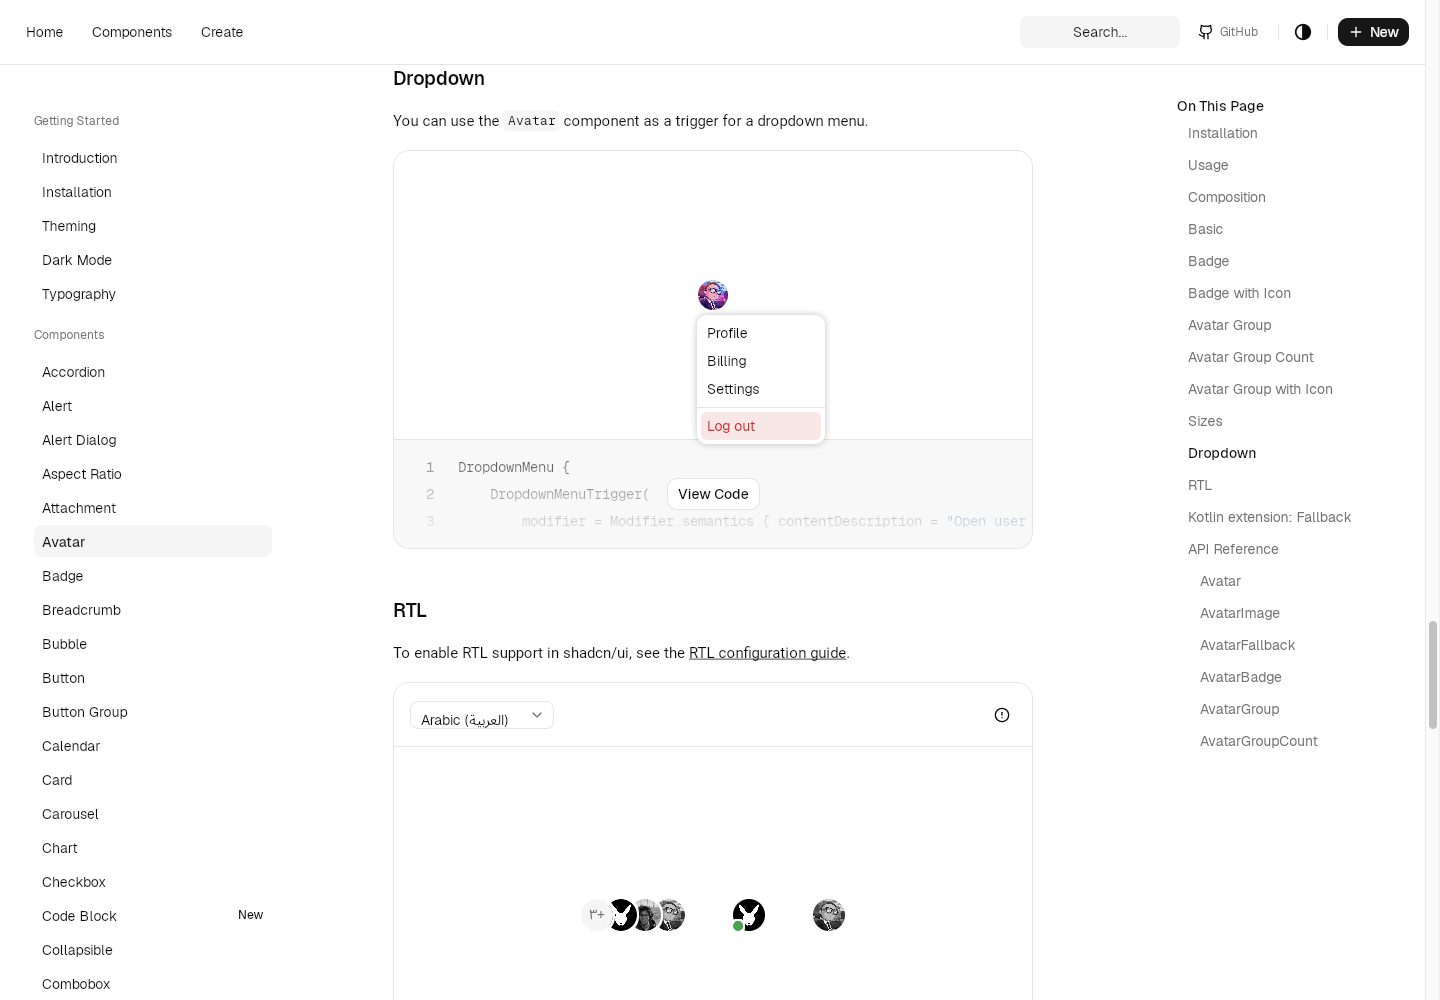 Home
Components
Create
Search...
GitHub
New
Getting Started
Introduction
Installation
Theming
Dark Mode
Typography
Components
Accordion
Alert
Alert Dialog
Aspect Ratio
Attachment
Avatar
Badge
Breadcrumb
Bubble
Button
Button Group
Calendar
Card
Carousel
Chart
Checkbox
Code Block New
Collapsible
Combobox
Dropdown
You can use the Avatar component as a trigger for a dropdown menu.
Profile
Billing
Settings
Log out
1 DropdownMenu {
2 DropdownMenuTrigger(
View Code
3 modifier = Modifier.semantics { contentDescription = "Open user
RTL
To enable RTL support in shadcn/ui, see the RTL configuration guide.
Arabic (العربية)
+٣
On This Page
Installation
Usage
Composition
Basic
Badge
Badge with Icon
Avatar Group
Avatar Group Count
Avatar Group with Icon
Sizes
Dropdown
RTL
Kotlin extension: Fallback
API Reference
Avatar
AvatarImage
AvatarFallback
AvatarBadge
AvatarGroup
AvatarGroupCount